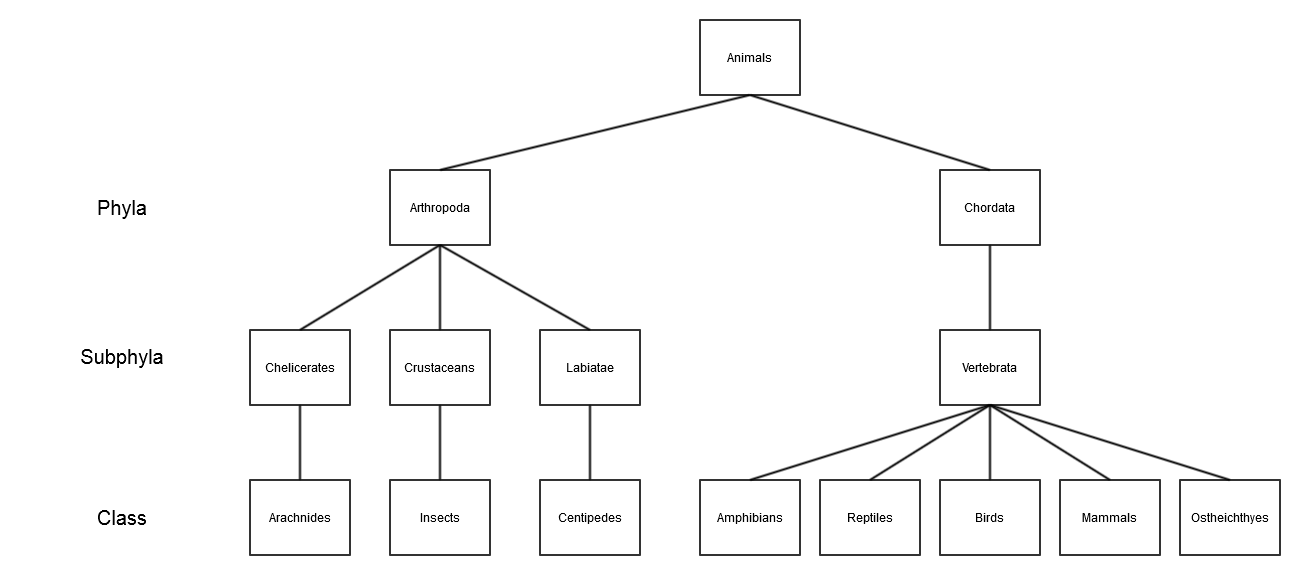 Animals
Phyla
Arthropoda
Chordata
Subphyla
Chelicerates
Crustaceans
Labiatae
Vertebrata
Class
Arachnides
Insects
Centipedes
Amphibians
Reptiles
Birds
Mammals
Ostheichthyes